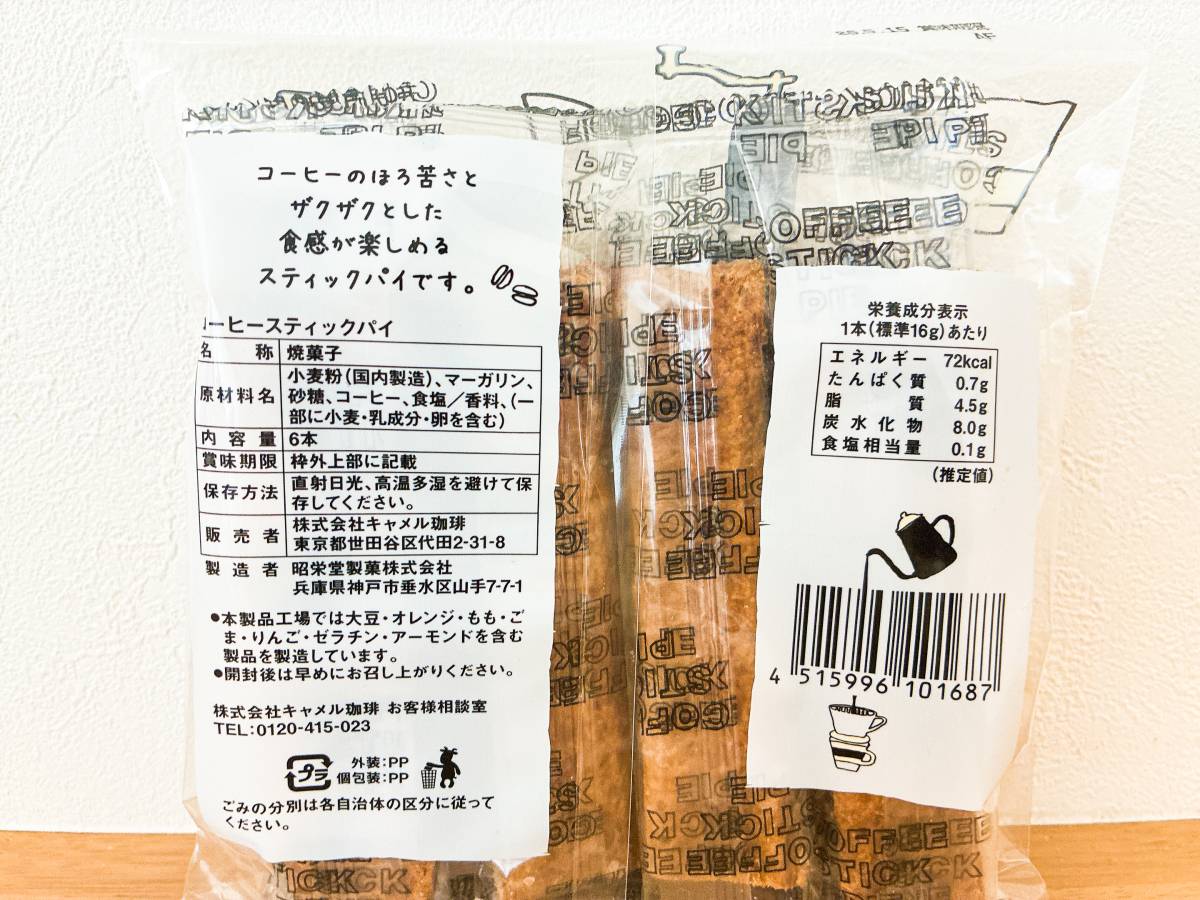 賞味期限
AF
コーヒーのほろ苦さと
ザクザクとした
食感が楽しめる
スティックパイです。
ーヒースティックパイ
名称 焼菓子
原材料名 小麦粉(国内製造)、マーガリン、
砂糖、コーヒー、食塩/香料、(一
部に小麦・乳成分・卵を含む)
内容量 6本
賞味期限 枠外上部に記載
保存方法 直射日光、高温多湿を避けて保
存してください。
販売者 株式会社キャメル珈琲
東京都世田谷区代田2-31-8
製造者 昭栄堂製菓株式会社
兵庫県神戸市垂水区山手7-7-1
●本製品工場では大豆・オレンジ・もも・ご
ま・りんご・ゼラチン・アーモンドを含む
製品を製造しています。
●開封後は早めにお召し上がりください。
株式会社キャメル珈琲 お客様相談室
TEL:0120-415-023
プラ 外装:PP
個包装:PP
ごみの分別は各自治体の区分に従って
ください。
栄養成分表示
1本(標準16g)あたり
エネルギー 72kcal
たんぱく質 0.7g
脂質 4.5g
炭水化物 8.0g
食塩相当量 0.1g
(推定値)
4 515996 101687